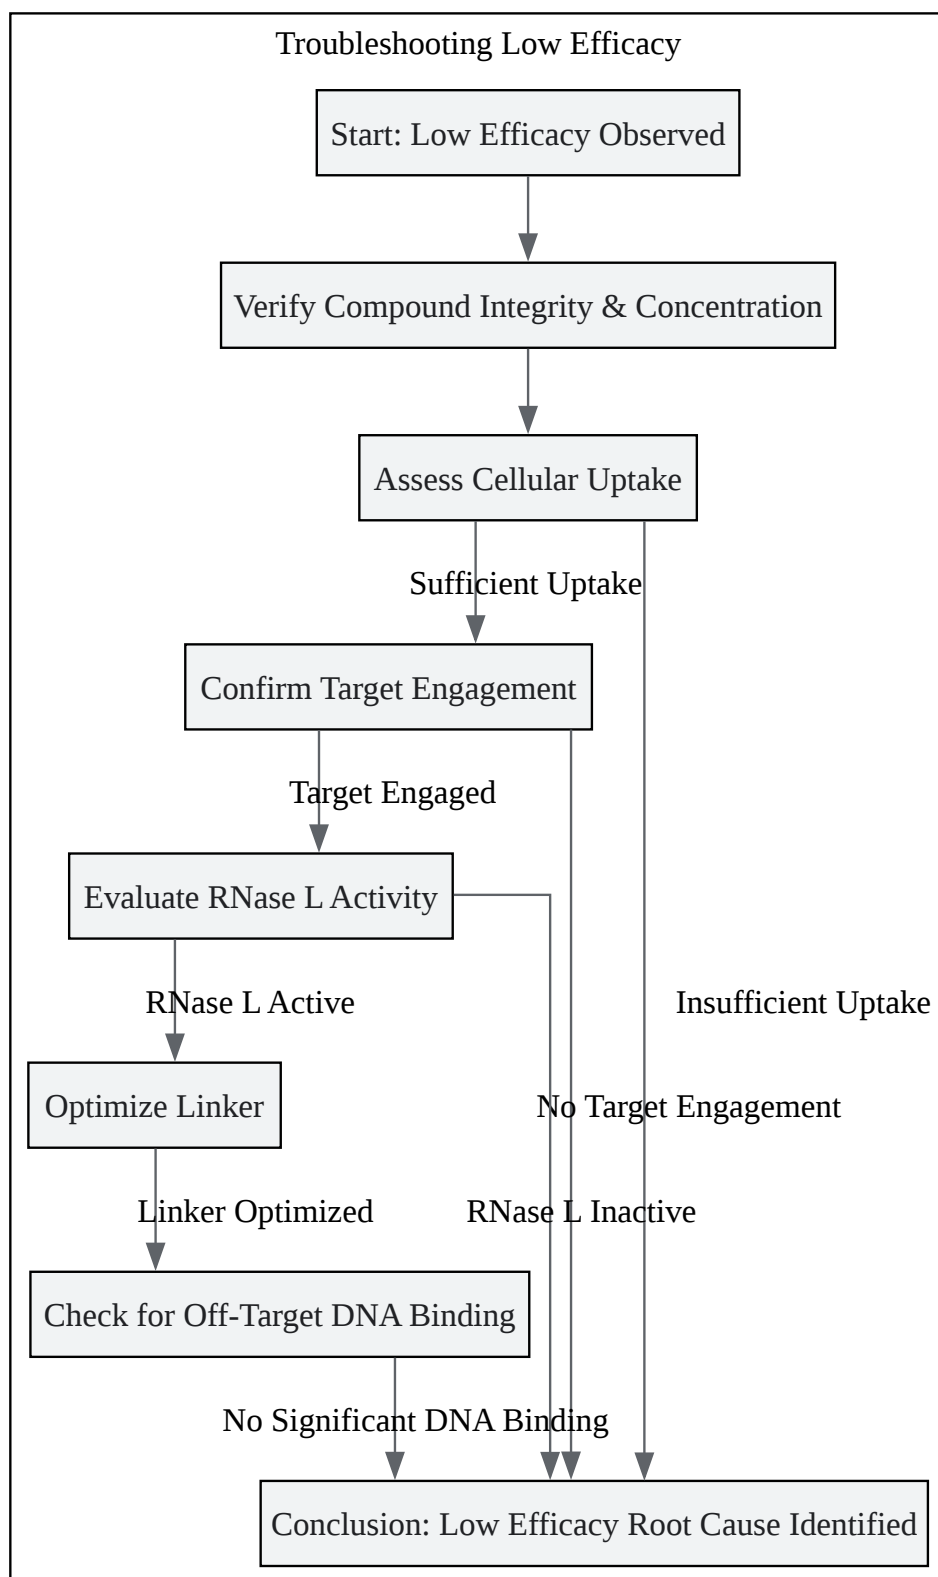 Troubleshooting Low Efficacy
Start: Low Efficacy Observed
Verify Compound Integrity & Concentration
Assess Cellular Uptake
Sufficient Uptake
Confirm Target Engagement
Target Engaged
Evaluate RNase L Activity
RNase L Active
Insufficient Uptake
Optimize Linker
No Target Engagement
Linker Optimized
RNase L Inactive
Check for Off-Target DNA Binding
No Significant DNA Binding
Conclusion: Low Efficacy Root Cause Identified